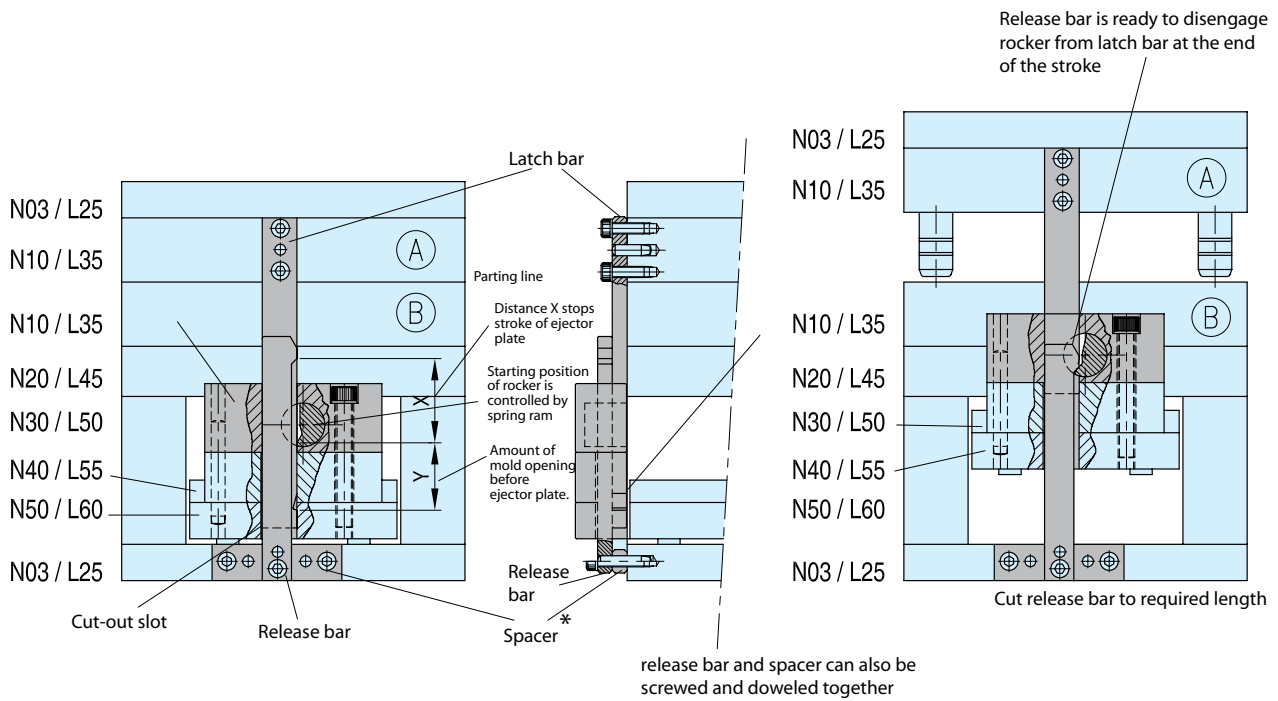 Release bar is ready to disengage
rocker from latch bar at the end
of the stroke
Latch bar
N03 / L25
N10 / L35
N10 / L35
N20 / L45
N30 / L50
N40 / L55
N50 / L60
N03 / L25
A
B
Parting line
Distance X stops
stroke of ejector
plate
Starting position
of rocker is
controlled by
spring ram
Amount of
mold opening
before
ejector plate.
X
Y
Cut-out slot
Release bar
Spacer *
Release
bar
release bar and spacer can also be
screwed and doweled together
N03 / L25
N10 / L35
N10 / L35
N20 / L45
N30 / L50
N40 / L55
N50 / L60
N03 / L25
A
B
Cut release bar to required length